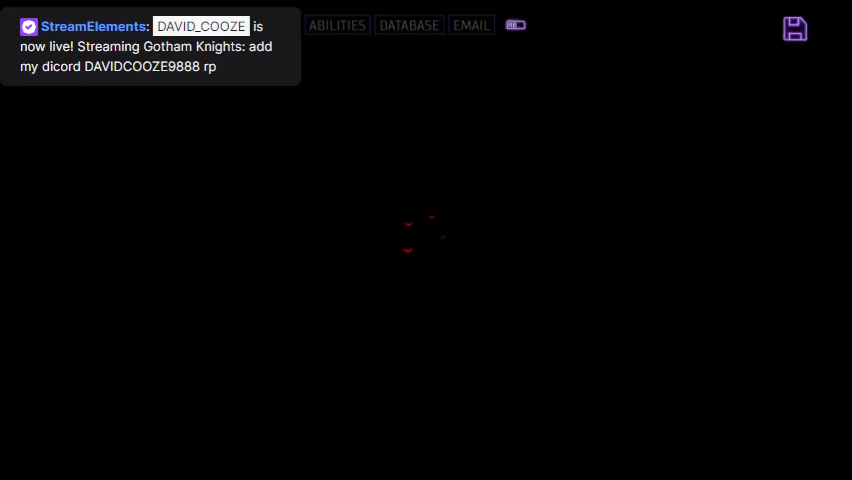 StreamElements: DAVID_COOZE is
now live! Streaming Gotham Knights: add
my dicord DAVIDCOOZE9888 rp
ABILITIES DATABASE EMAIL